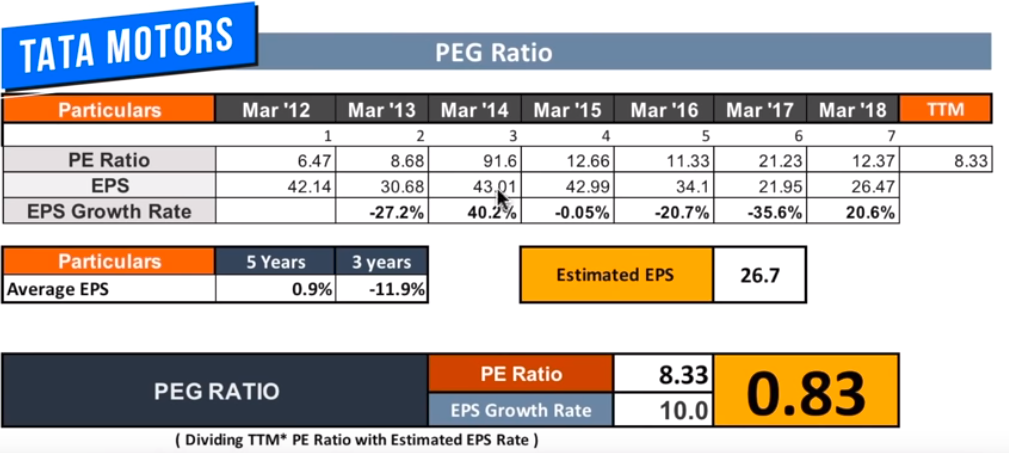 TATA MOTORS
PEG Ratio
Particulars Mar '12 Mar '13 Mar '14 Mar '15 Mar '16 Mar '17 Mar '18 TTM
1 2 3 4 5 6 7
PE Ratio 6.47 8.68 91.6 12.66 11.33 21.23 12.37 8.33
EPS 42.14 30.68 43.01 42.99 34.1 21.95 26.47
EPS Growth Rate -27.2% 40.2% -0.05% -20.7% -35.6% 20.6%
Particulars 5 Years 3 years
Average EPS 0.9% -11.9%
Estimated EPS 26.7
PEG RATIO
PE Ratio 8.33
EPS Growth Rate 10.0
0.83
( Dividing TTM* PE Ratio with Estimated EPS Rate )